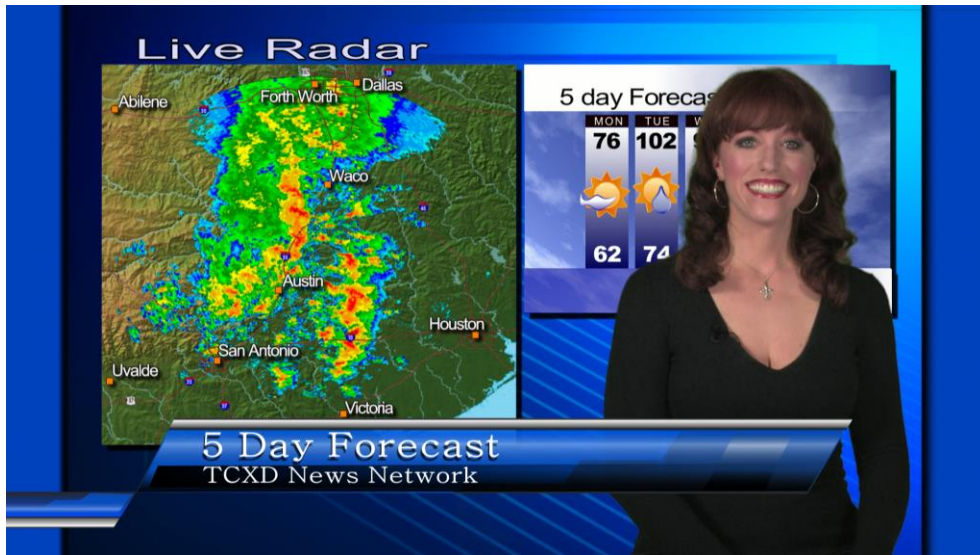 Live Radar
Abilene
Forth Worth
Dallas
Waco
Austin
Houston
San Antonio
Uvalde
Victoria
5 day Forecas
MON TUE W
76 102 9
62 74
5 Day Forecast
TCXD News Network